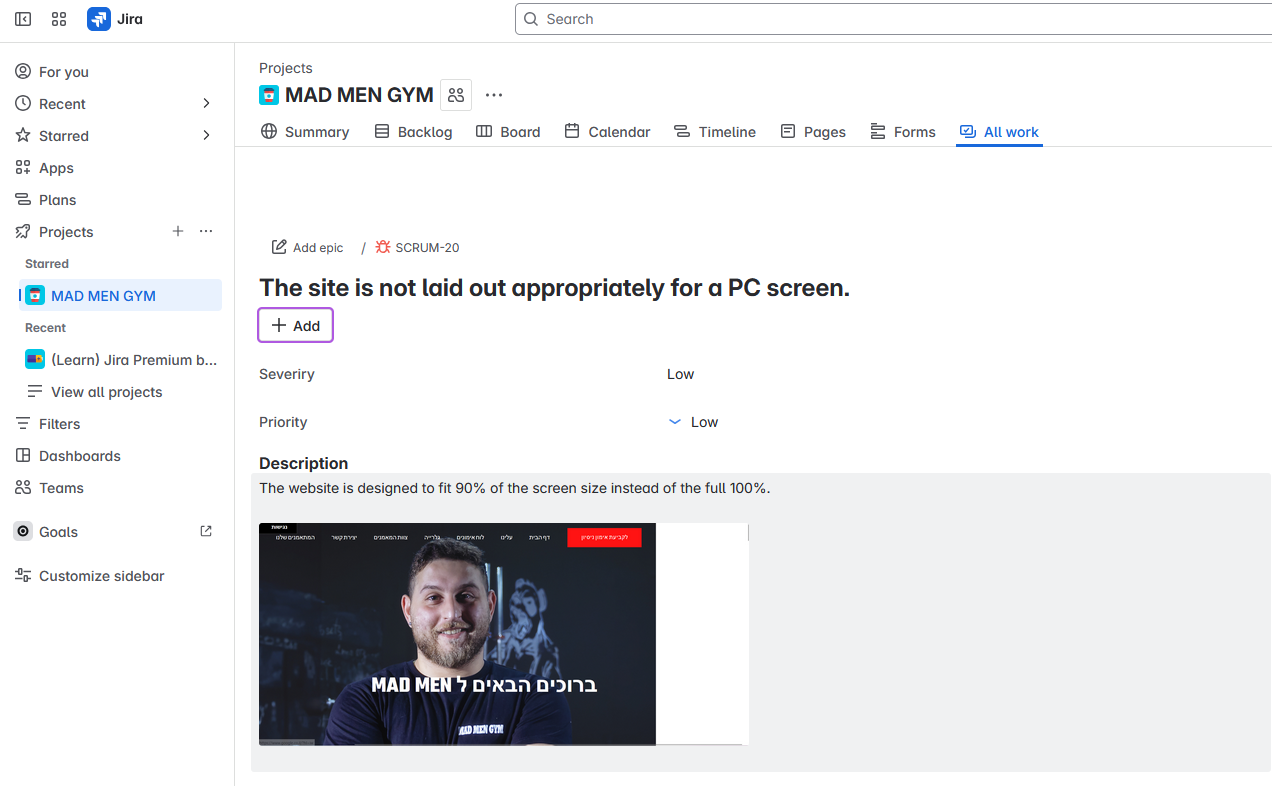 Jira
Search
For you
Recent
Starred
Apps
Plans
Projects
Starred
MAD MEN GYM
Recent
(Learn) Jira Premium b...
View all projects
Filters
Dashboards
Teams
Goals
Customize sidebar
Projects
MAD MEN GYM
Summary Backlog Board Calendar Timeline Pages Forms All work
Add epic / SCRUM-20
The site is not laid out appropriately for a PC screen.
Add
Severiry Low
Priority Low
Description
The website is designed to fit 90% of the screen size instead of the full 100%.
נגישות
לקביעת אימון ניסיון דף הבית עלינו לוח אימונים גלרייה צוות המאמנים יצירת קשר המתאמנים שלנו
ברוכים הבאים ל MAD MEN
MAD MEN GYM